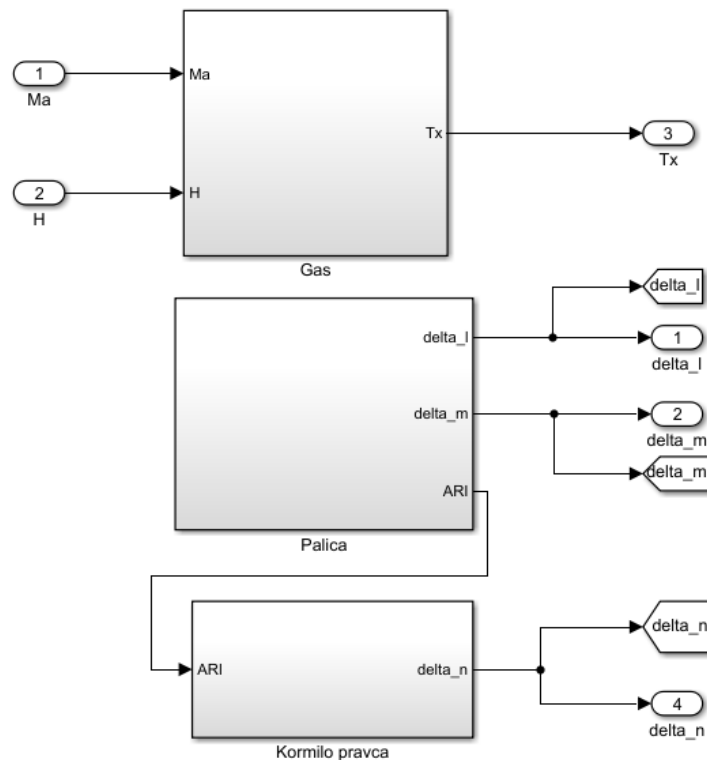 1
Ma
Ma
Tx
3
Tx
2
H
H
Gas
delta_l
delta_l
1
delta_l
delta_m
2
delta_m
delta_m
ARI
Palica
ARI
delta_n
delta_n
4
delta_n
Kormilo pravca